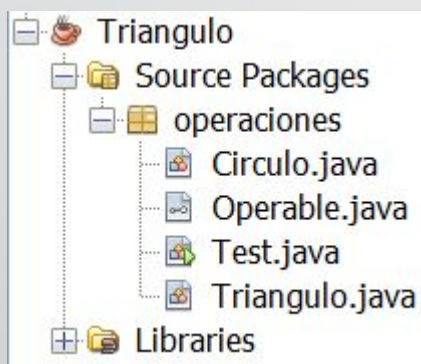 Triangulo
Source Packages
operaciones
Circulo.java
Operable.java
Test.java
Triangulo.java
Libraries